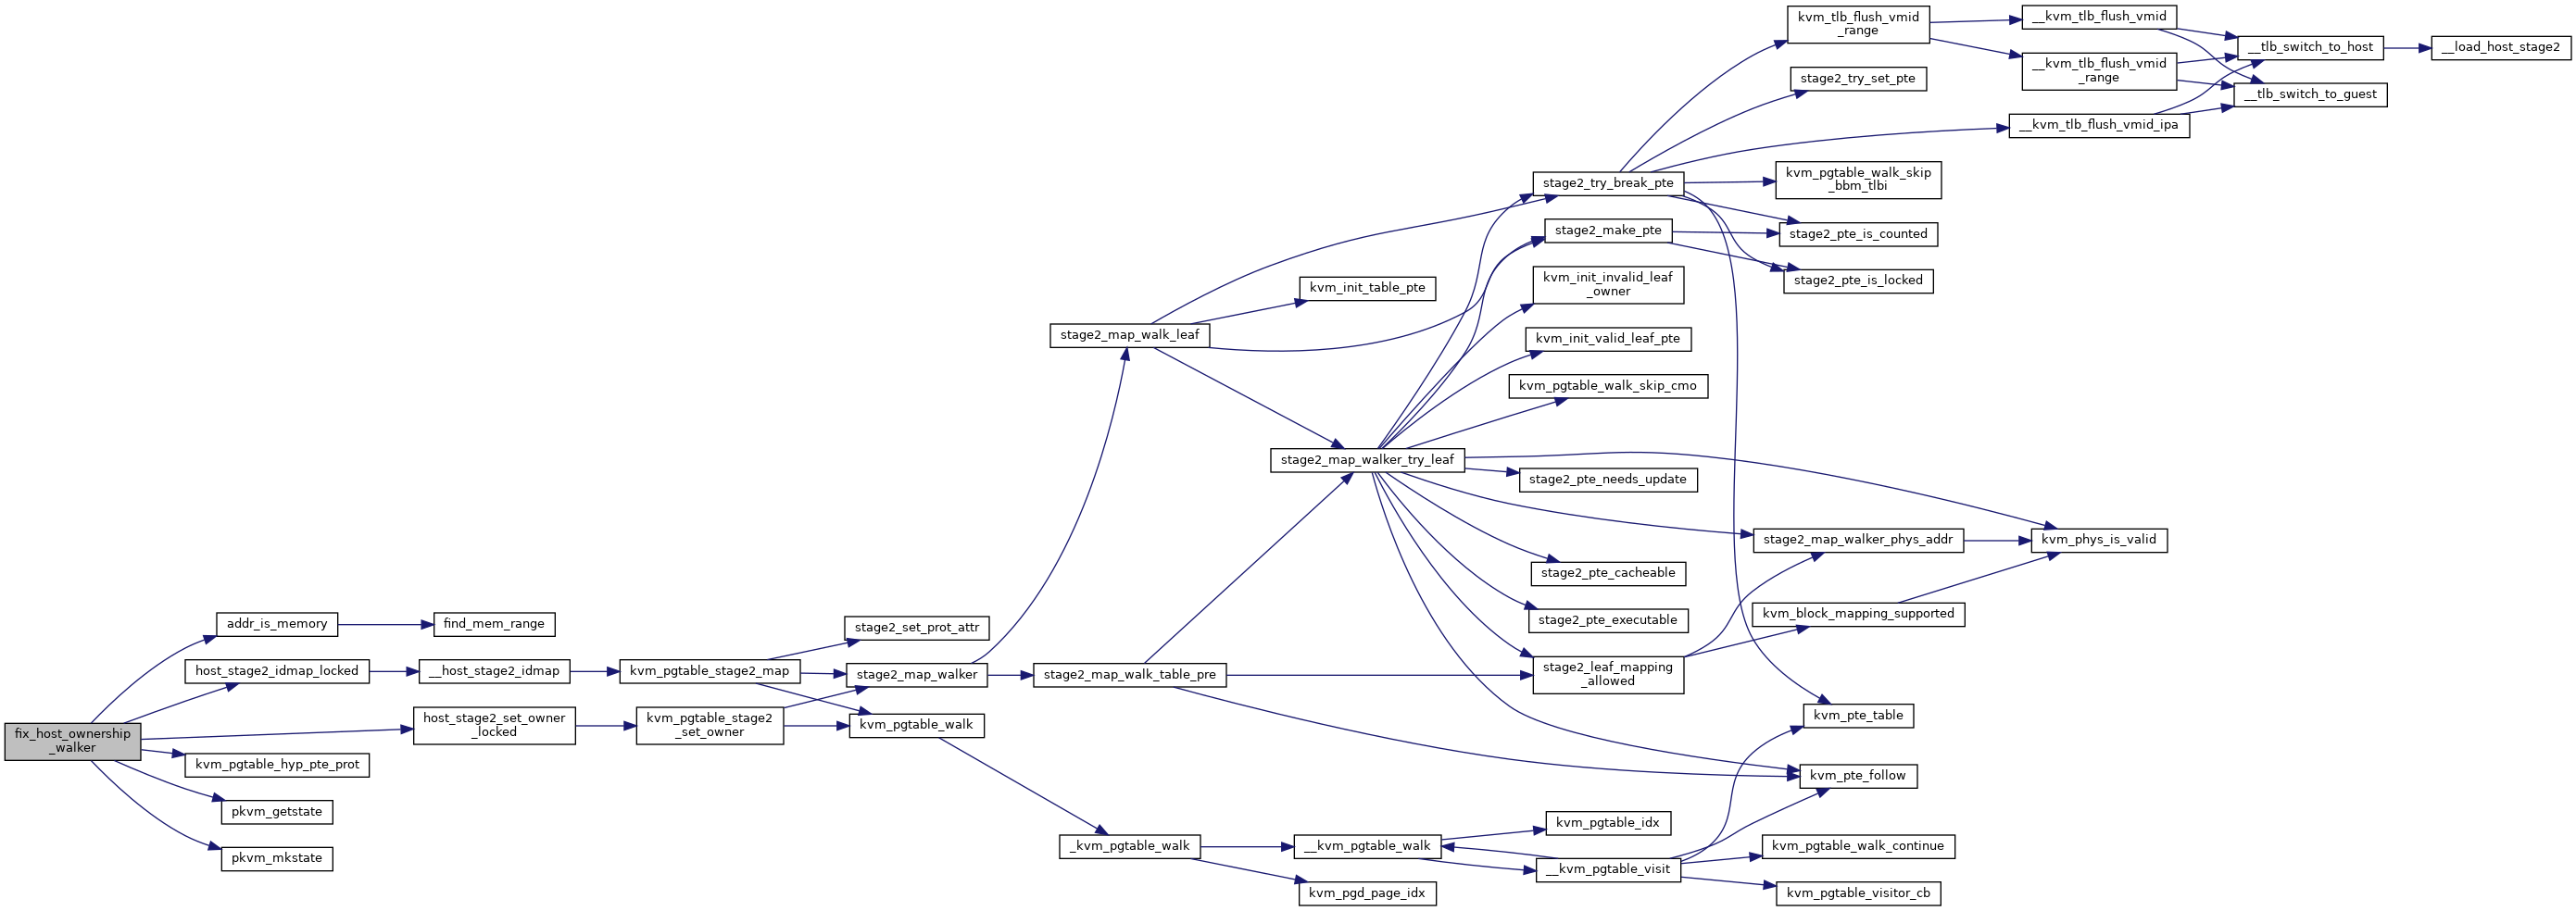 fix_host_ownership
_walker
addr_is_memory
find_mem_range
host_stage2_idmap_locked
__host_stage2_idmap
kvm_pgtable_stage2_map
stage2_set_prot_attr
stage2_map_walker
kvm_pgtable_walk
host_stage2_set_owner
_locked
kvm_pgtable_stage2
_set_owner
kvm_pgtable_hyp_pte_prot
pkvm_getstate
pkvm_mkstate
stage2_map_walk_leaf
stage2_map_walk_table_pre
kvm_init_table_pte
stage2_map_walker_try_leaf
_kvm_pgtable_walk
__kvm_pgtable_walk
kvm_pgd_page_idx
kvm_pgtable_idx
__kvm_pgtable_visit
stage2_try_break_pte
stage2_make_pte
kvm_init_invalid_leaf
_owner
kvm_init_valid_leaf_pte
kvm_pgtable_walk_skip_cmo
stage2_pte_needs_update
stage2_pte_cacheable
stage2_pte_executable
stage2_leaf_mapping
_allowed
kvm_tlb_flush_vmid
_range
stage2_try_set_pte
kvm_pgtable_walk_skip
_bbm_tlbi
stage2_pte_is_counted
stage2_pte_is_locked
stage2_map_walker_phys_addr
kvm_block_mapping_supported
kvm_pte_table
kvm_pte_follow
kvm_pgtable_walk_continue
kvm_pgtable_visitor_cb
__kvm_tlb_flush_vmid
__kvm_tlb_flush_vmid
_range
__kvm_tlb_flush_vmid_ipa
kvm_phys_is_valid
__tlb_switch_to_host
__tlb_switch_to_guest
__load_host_stage2